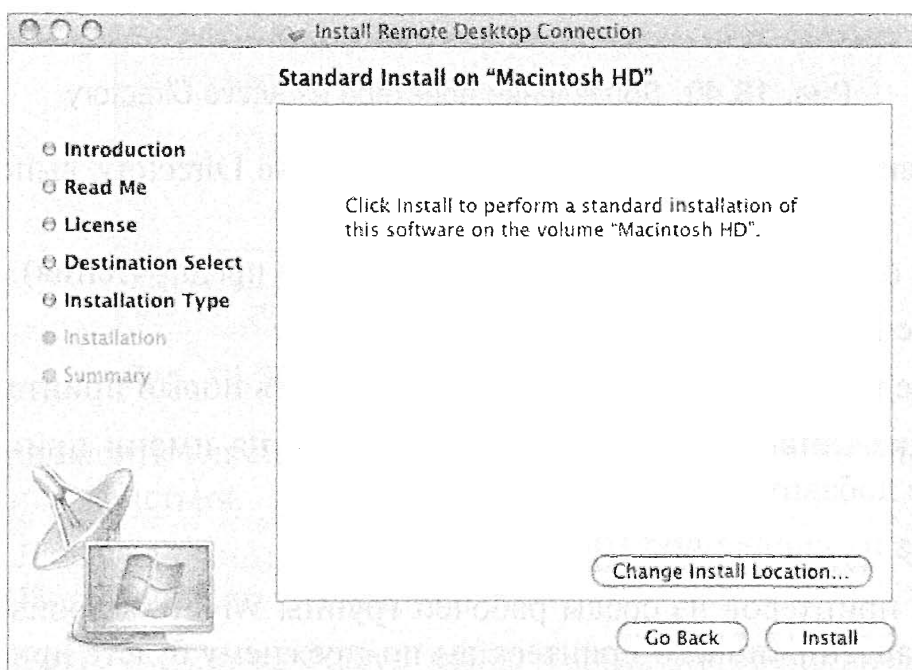 Install Remote Desktop Connection
Standard Install on “Macintosh HD”
Introduction
Read Me
License
Destination Select
Installation Type
Installation
Summary
Click Install to perform a standard installation of
this software on the volume “Macintosh HD”.
Change Install Location...
Go Back
Install